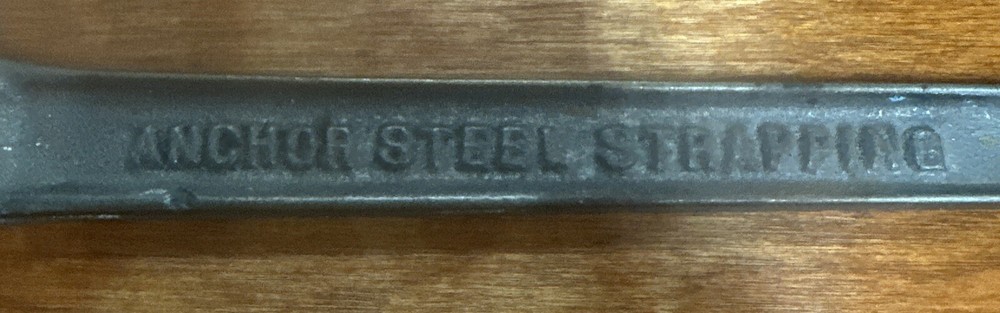 ANCHOR STEEL STRAPPING